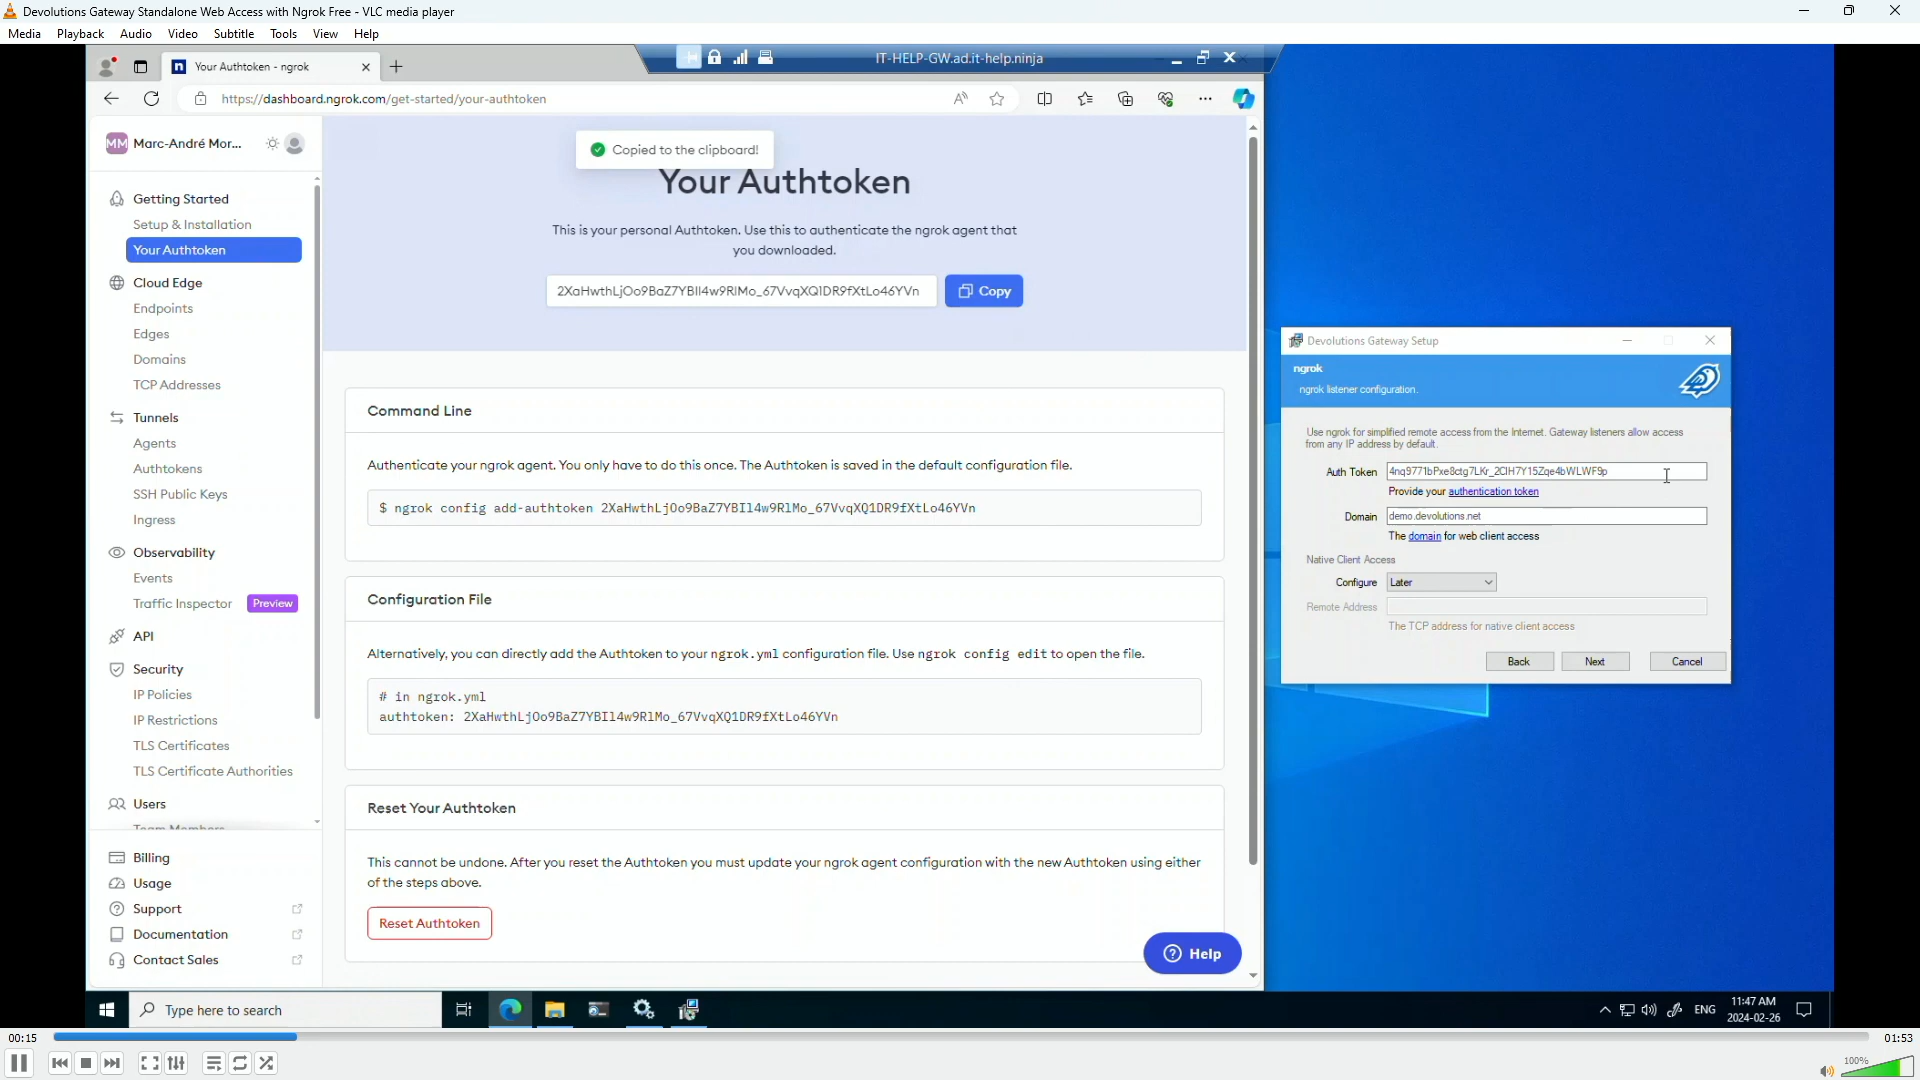 Devolutions Gateway Standalone Web Access with Ngrok Free - VLC media player
Media Playback Audio Video Subtitle Tools View Help
Your Authtoken - ngrok
IT-HELP-GW.ad.it-help.ninja
https://dashboard.ngrok.com/get-started/your-authtoken
MM Marc-André Mor...
Getting Started
Setup & Installation
Your Authtoken
Cloud Edge
Endpoints
Edges
Domains
TCP Addresses
Tunnels
Agents
Authtokens
SSH Public Keys
Ingress
Observability
Events
Traffic Inspector Preview
API
Security
IP Policies
IP Restrictions
TLS Certificates
TLS Certificate Authorities
Users
Team Members
Billing
Usage
Support
Documentation
Contact Sales
Copied to the clipboard!
Your Authtoken
This is your personal Authtoken. Use this to authenticate the ngrok agent that
you downloaded.
2XaHwthLjOo9BaZ7YBIl4w9RlMo_67VvqXQ1DR9fXtLo46YVn Copy
Command Line
Authenticate your ngrok agent. You only have to do this once. The Authtoken is saved in the default configuration file.
$ ngrok config add-authtoken 2XaHwthLjOo9BaZ7YBIl4w9RlMo_67VvqXQ1DR9fXtLo46YVn
Configuration File
Alternatively, you can directly add the Authtoken to your ngrok.yml configuration file. Use ngrok config edit to open the file.
# in ngrok.yml
authtoken: 2XaHwthLjOo9BaZ7YBIl4w9RlMo_67VvqXQ1DR9fXtLo46YVn
Reset Your Authtoken
This cannot be undone. After you reset the Authtoken you must update your ngrok agent configuration with the new Authtoken using either
of the steps above.
Reset Authtoken
Help
Devolutions Gateway Setup
ngrok
ngrok listener configuration.
Use ngrok for simplified remote access from the Internet. Gateway listeners allow access
from any IP address by default.
Auth Token 4nq9771bPxe8ctg7LKr_2ClH7Y15Zqe4bWLWF9p
Provide your authentication token
Domain demo.devolutions.net
The domain for web client access
Native Client Access
Configure Later
Remote Address
The TCP address for native client access
Back Next Cancel
Type here to search
ENG
11:47 AM
2024-02-26
00:15
01:53
100%